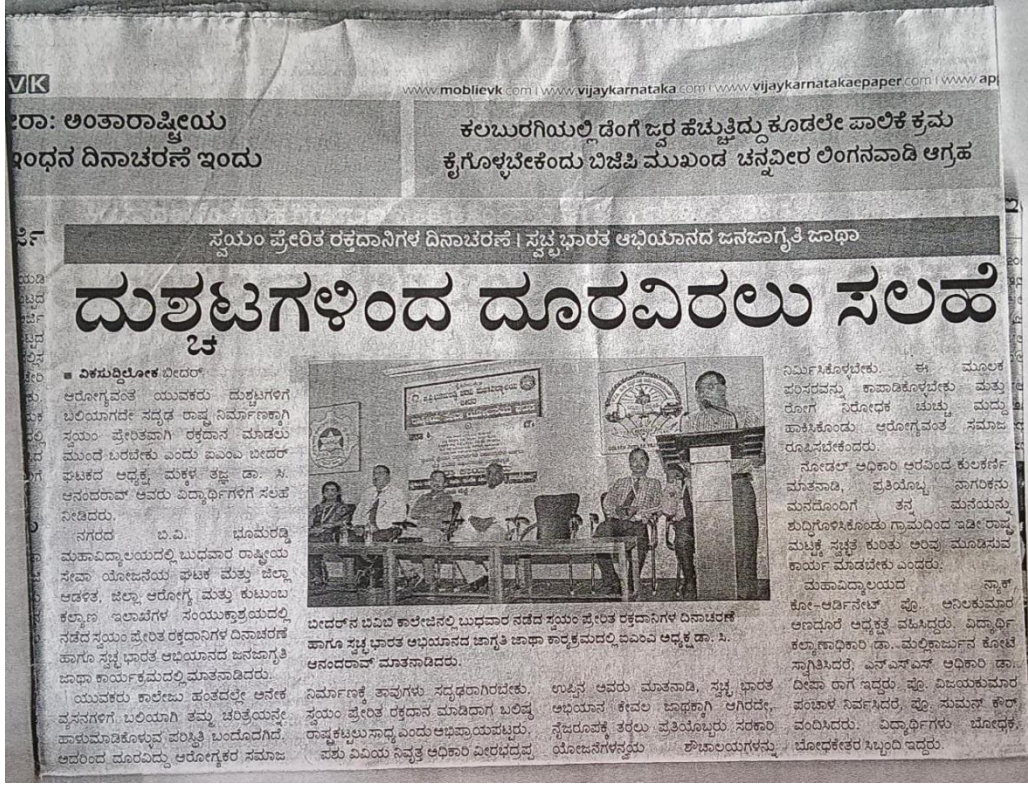 VK
www.moblievk.com | www.vijaykarnataka.com | www.vijaykarnatakaepaper.com | www.ap
ೀರಾ: ಅಂತಾರಾಷ್ಟ್ರೀಯ
ಇಂಧನ ದಿನಾಚರಣೆ ಇಂದು
ಕಲಬುರಗಿಯಲ್ಲಿ ಡೆಂಗೆ ಜ್ವರ ಹೆಚ್ಚುತ್ತಿದ್ದು ಕೂಡಲೇ ಪಾಲಿಕೆ ಕ್ರಮ
ಕೈಗೊಳ್ಳಬೇಕೆಂದು ಬಿಜೆಪಿ ಮುಖಂಡ ಚನ್ನವೀರ ಲಿಂಗನವಾಡಿ ಆಗ್ರಹ
ಸ್ವಯಂ ಪ್ರೇರಿತ ರಕ್ತದಾನಿಗಳ ದಿನಾಚರಣೆ | ಸ್ವಚ್ಛ ಭಾರತ ಅಭಿಯಾನದ ಜನಜಾಗೃತಿ ಜಾಥಾ
ದುಶ್ಚಟಗಳಿಂದ ದೂರವಿರಲು ಸಲಹೆ
■ ವಿಕಸುದ್ದಿಲೋಕ ಬೀದರ್
ಆರೋಗ್ಯವಂತ ಯುವಕರು ದುಶ್ಚಟಗಳಿಗೆ
ಬಲಿಯಾಗದೇ ಸದೃಢ ರಾಷ್ಟ್ರ ನಿರ್ಮಾಣಕ್ಕಾಗಿ
ಸ್ವಯಂ ಪ್ರೇರಿತವಾಗಿ ರಕ್ತದಾನ ಮಾಡಲು
ಮುಂದೆ ಬರಬೇಕು ಎಂದು ಐಎಂಎ ಬೀದರ್
ಘಟಕದ ಅಧ್ಯಕ್ಷ, ಮಕ್ಕಳ ತಜ್ಞ ಡಾ. ಸಿ.
ಆನಂದರಾವ್ ಅವರು ವಿದ್ಯಾರ್ಥಿಗಳಿಗೆ ಸಲಹೆ
ನೀಡಿದರು.
ನಗರದ ಬಿ.ವಿ. ಭೂಮರಡ್ಡಿ
ಮಹಾವಿದ್ಯಾಲಯದಲ್ಲಿ ಬುಧವಾರ ರಾಷ್ಟ್ರೀಯ
ಸೇವಾ ಯೋಜನೆಯ ಘಟಕ ಮತ್ತು ಜಿಲ್ಲಾ
ಆಡಳಿತ, ಜಿಲ್ಲಾ ಆರೋಗ್ಯ ಮತ್ತು ಕುಟುಂಬ
ಕಲ್ಯಾಣ ಇಲಾಖೆಗಳ ಸಂಯುಕ್ತಾಶ್ರಯದಲ್ಲಿ
ನಡೆದ ಸ್ವಯಂ ಪ್ರೇರಿತ ರಕ್ತದಾನಿಗಳ ದಿನಾಚರಣೆ
ಹಾಗೂ ಸ್ವಚ್ಛ ಭಾರತ ಅಭಿಯಾನದ ಜನಜಾಗೃತಿ
ಜಾಥಾ ಕಾರ್ಯಕ್ರಮದಲ್ಲಿ ಮಾತನಾಡಿದರು.
ಯುವಕರು ಕಾಲೇಜು ಹಂತದಲ್ಲೇ ಅನೇಕ
ವ್ಯಸನಗಳಿಗೆ ಬಲಿಯಾಗಿ ತಮ್ಮ ಚರಿತ್ರೆಯನ್ನೇ
ಹಾಳುಮಾಡಿಕೊಳ್ಳುವ ಪರಿಸ್ಥಿತಿ ಬಂದೊದಗಿದೆ.
ಅದರಿಂದ ದೂರವಿದ್ದು ಆರೋಗ್ಯಕರ ಸಮಾಜ
ಬೀದರ್‌ನ ಬಿವಿಬಿ ಕಾಲೇಜಿನಲ್ಲಿ ಬುಧವಾರ ನಡೆದ ಸ್ವಯಂ ಪ್ರೇರಿತ ರಕ್ತದಾನಿಗಳ ದಿನಾಚರಣೆ
ಹಾಗೂ ಸ್ವಚ್ಛ ಭಾರತ ಅಭಿಯಾನದ ಜಾಗೃತಿ ಜಾಥಾ ಕಾರ್ಯಕ್ರಮದಲ್ಲಿ ಐಎಂಎ ಅಧ್ಯಕ್ಷ ಡಾ. ಸಿ.
ಆನಂದರಾವ್ ಮಾತನಾಡಿದರು.
ನಿರ್ಮಾಣಕ್ಕೆ ತಾವುಗಳು ಸದೃಢರಾಗಿರಬೇಕು.
ಸ್ವಯಂ ಪ್ರೇರಿತ ರಕ್ತದಾನ ಮಾಡಿದಾಗ ಬಲಿಷ್ಠ
ರಾಷ್ಟ್ರಕಟ್ಟಲು ಸಾಧ್ಯ ಎಂದು ಅಭಿಪ್ರಾಯಪಟ್ಟರು.
ಪಶು ವಿವಿಯ ನಿವೃತ್ತ ಅಧಿಕಾರಿ ವೀರಭದ್ರಪ್ಪ
ಉಪ್ಪಿನ ಅವರು ಮಾತನಾಡಿ, ಸ್ವಚ್ಛ ಭಾರತ
ಅಭಿಯಾನ ಕೇವಲ ಜಾಥಕ್ಕಾಗಿ ಆಗಿರದೇ,
ನೈಜರೂಪಕ್ಕೆ ತರಲು ಪ್ರತಿಯೊಬ್ಬರು ಸರಕಾರಿ
ಯೋಜನೆಗಳನ್ವಯ ಶೌಚಾಲಯಗಳನ್ನು
ನಿರ್ಮಿಸಿಕೊಳಬೇಕು. ಈ ಮೂಲಕ
ಪಂಸರವನ್ನು ಕಾಪಾಡಿಕೊಳ್ಳಬೇಕು ಮತ್ತು
ರೋಗ ನಿರೋಧಕ ಚುಚ್ಚು ಮದ್ದು
ಹಾಕಿಸಿಕೊಂಡು ಆರೋಗ್ಯವಂತ ಸಮಾಜ
ರೂಪಿಸಬೇಕೆಂದರು.
ನೋಡಲ್ ಅಧಿಕಾರಿ ಅರವಿಂದ ಕುಲಕರ್ಣಿ
ಮಾತನಾಡಿ, ಪ್ರತಿಯೊಬ್ಬ ನಾಗರಿಕನು
ಮನದೊಂದಿಗೆ ತನ್ನ ಮನೆಯನ್ನು
ಶುದ್ಧಿಗೊಳಿಸಿಕೊಂಡು ಗ್ರಾಮದಿಂದ ಇಡೀ ರಾಷ್ಟ್ರ
ಮಟ್ಟಕ್ಕೆ ಸ್ವಚ್ಛತೆ ಕುರಿತು ಅರಿವು ಮೂಡಿಸುವ
ಕಾರ್ಯ ಮಾಡಬೇಕು ಎಂದರು.
ಮಹಾವಿದ್ಯಾಲಯದ ನ್ಯಾಕ್
ಕೋ-ಆರ್ಡಿನೇಟ್ ಪ್ರೊ. ಅನಿಲಕುಮಾರ
ಅಣದೂರೆ ಅಧ್ಯಕ್ಷತೆ ವಹಿಸಿದ್ದರು. ವಿದ್ಯಾರ್ಥಿ
ಕಲ್ಯಾಣಾಧಿಕಾರಿ ಡಾ. ಮಲ್ಲಿಕಾರ್ಜುನ ಕೋಟೆ
ಸ್ವಾಗತಿಸಿದರೆ, ಎನ್ಎಸ್ಎಸ್ ಅಧಿಕಾರಿ ಡಾ.
ದೀಪಾ ರಾಗ ಇದ್ದರು. ಪ್ರೊ. ವಿಜಯಕುಮಾರ
ಪಂಚಾಳ ನಿರ್ವಸಿದರೆ, ಪ್ರೊ. ಸುಮನ್ ಕೌರ್
ವಂದಿಸಿದರು. ವಿದ್ಯಾರ್ಥಿಗಳು ಬೋಧಕ,
ಬೋಧಕೇತರ ಸಿಬ್ಬಂದಿ ಇದ್ದರು.